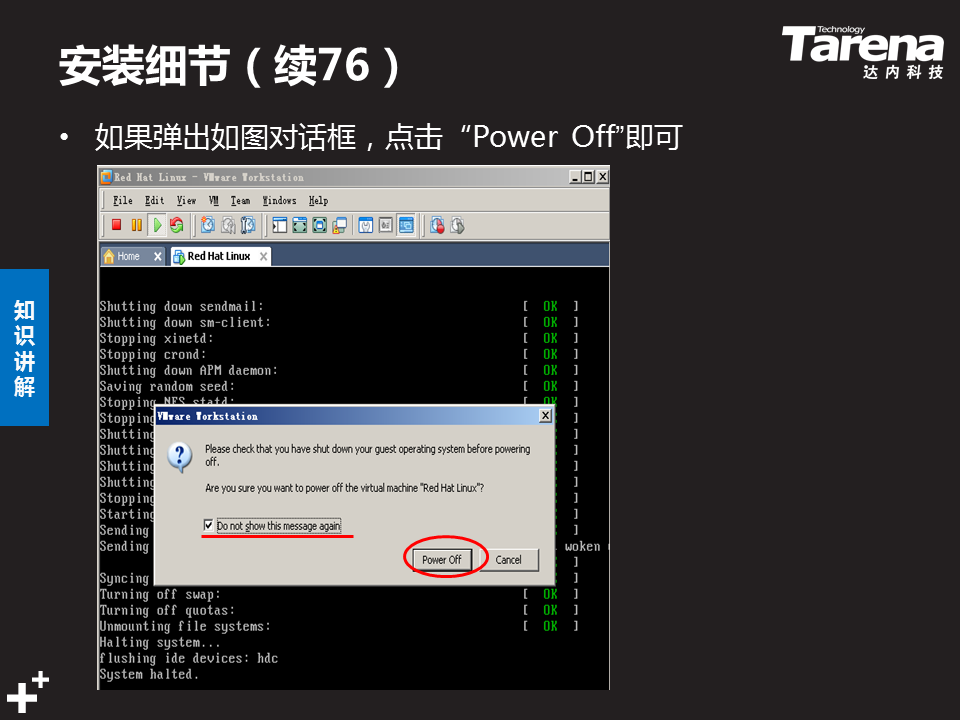 安装细节（续76）
Technology
Tarena
达内科技
• 如果弹出如图对话框，点击“Power Off”即可
知识讲解
Red Hat Linux - VMware Workstation
File Edit View VM Team Windows Help
Home
Red Hat Linux
Shutting down sendmail: [ OK ]
Shutting down sm-client: [ OK ]
Stopping xinetd: [ OK ]
Stopping crond: [ OK ]
Shutting down APM daemon: [ OK ]
Saving random seed: [ OK ]
Stopping NFS statd: [ OK ]
Stopping ]
Shutting ]
Shutting ]
Shutting ]
Shutting ]
Stopping ]
Starting ]
Sending ]
Sending woken
]
Syncing ]
Turning off swap: [ OK ]
Turning off quotas: [ OK ]
Unmounting file systems: [ OK ]
Halting system...
flushing ide devices: hdc
System halted.
VMware Workstation
Please check that you have shut down your guest operating system before powering
off.
Are you sure you want to power off the virtual machine "Red Hat Linux"?
Do not show this message again
Power Off
Cancel